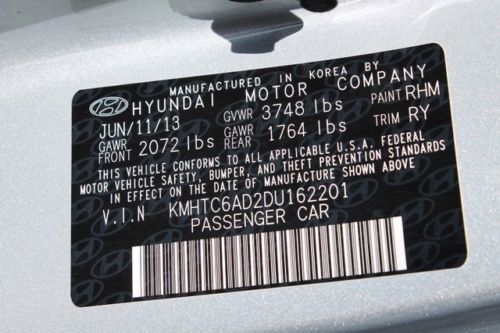 MANUFACTURED IN KOREA BY
HYUNDAI MOTOR COMPANY
JUN/11/13 GVWR 3748 lbs PAINT RHM
GAWR FRONT 2072 lbs GAWR REAR 1764 lbs TRIM RY
THIS VEHICLE CONFORMS TO ALL APPLICABLE U.S.A. FEDERAL
MOTOR VEHICLE SAFETY, BUMPER, AND THEFT PREVENTION STANDARDS
IN EFFECT ON THE DATE OF MANUFACTURE SHOWN ABOVE.
V.I.N KMHTC6AD2DU162201
PASSENGER CAR